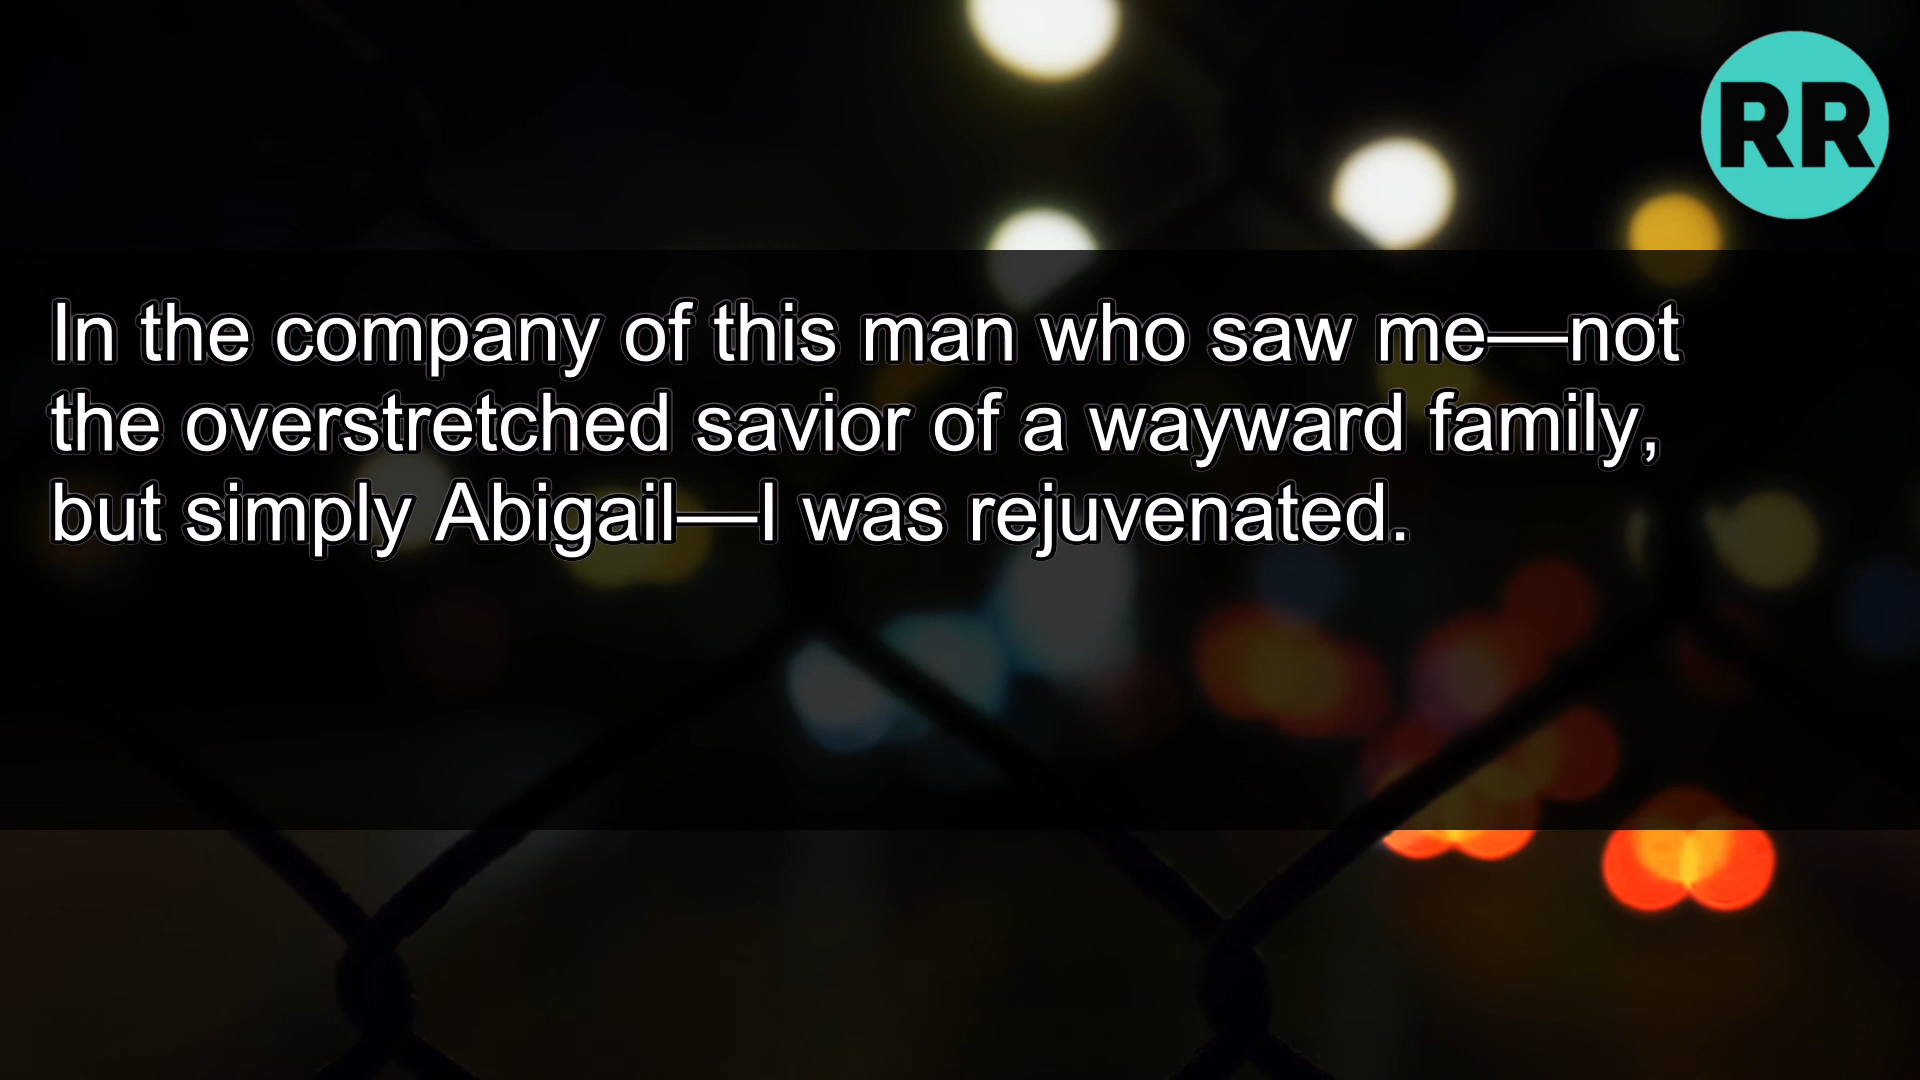 RR
In the company of this man who saw me—not
the overstretched savior of a wayward family,
but simply Abigail—I was rejuvenated.